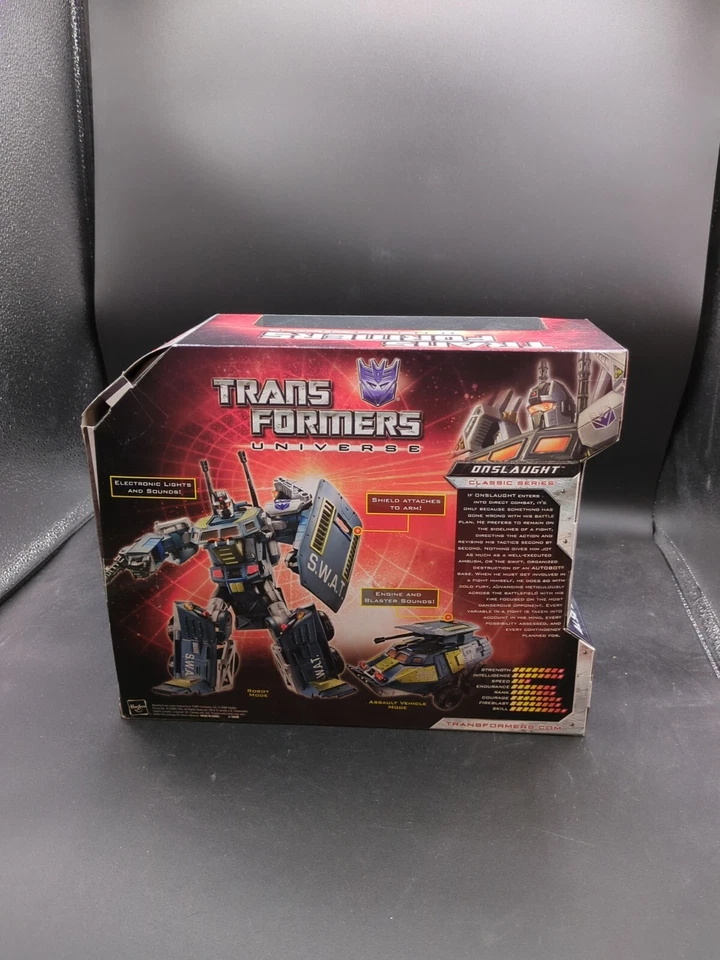 TRANSFORMERS
TRANS
FORMERS
UNIVERSE
ONSLAUGHT™
CLASSIC SERIES
ELECTRONIC LIGHTS
AND SOUNDS!
SHIELD ATTACHES
TO ARM!
S.W.A.T.
ENGINE AND
BLASTER SOUNDS!
S.W.A.T.
S.W.A.T.
ROBOT
MODE
ASSAULT VEHICLE
MODE
IF ONSLAUGHT ENTERS
INTO DIRECT COMBAT, IT'S
ONLY BECAUSE SOMETHING HAS
GONE WRONG WITH HIS BATTLE
PLAN. HE PREFERS TO REMAIN ON
THE SIDELINES OF A FIGHT,
DIRECTING THE ACTION AND
REVISING HIS TACTICS SECOND BY
SECOND. NOTHING GIVES HIM JOY
AS MUCH AS A WELL-EXECUTED
AMBUSH, OR THE SWIFT, ORGANIZED
DESTRUCTION OF AN AUTOBOT
BASE. WHEN HE MUST GET INVOLVED IN
A FIGHT HIMSELF, HE DOES SO WITH
COLD FURY, ADVANCING METICULOUSLY
ACROSS THE BATTLEFIELD WITH HIS
FIRE FOCUSED ON THE MOST
DANGEROUS OPPONENT. EVERY
VARIABLE IN A FIGHT IS TAKEN INTO
ACCOUNT IN HIS MIND, EVERY
POSSIBILITY ASSESSED, AND
EVERY CONTINGENCY
PLANNED FOR.
STRENGTH
INTELLIGENCE
SPEED
ENDURANCE
RANK
COURAGE
FIREBLAST
SKILL
Hasbro
TRANSFORMERS.COM